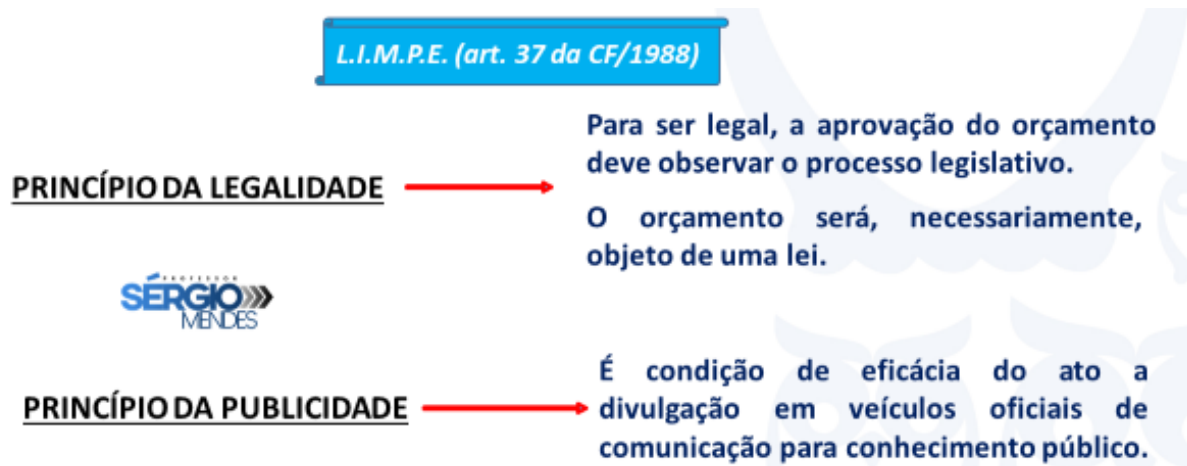 L.I.M.P.E. (art. 37 da CF/1988)
Para ser legal, a aprovação do orçamento
deve observar o processo legislativo.
PRINCÍPIO DA LEGALIDADE
O orçamento será, necessariamente,
objeto de uma lei.
PROFESSOR
SÉRGIO
MENDES
É condição de eficácia do ato a
PRINCÍPIO DA PUBLICIDADE
divulgação em veículos oficiais de
comunicação para conhecimento público.